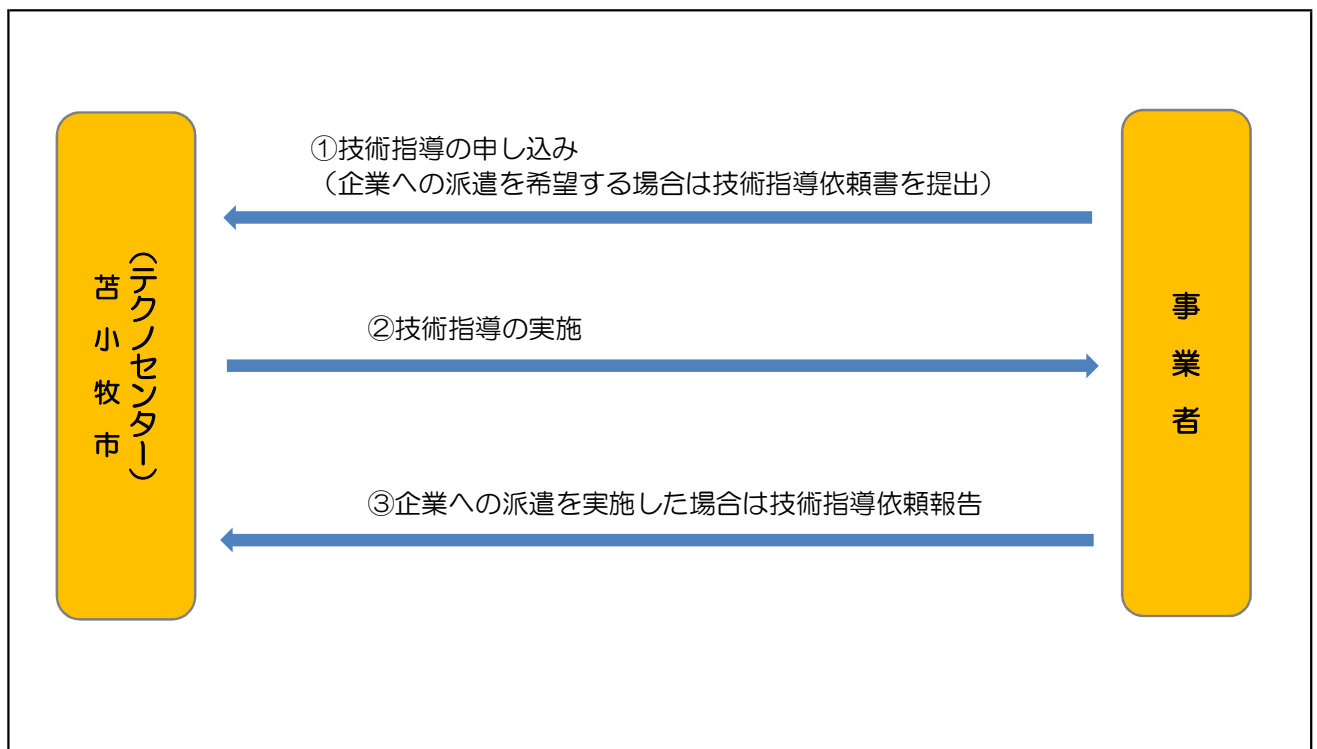 苫小牧市
(テクノセンター)
①技術指導の申し込み
(企業への派遣を希望する場合は技術指導依頼書を提出)
②技術指導の実施
③企業への派遣を実施した場合は技術指導依頼報告
事業者